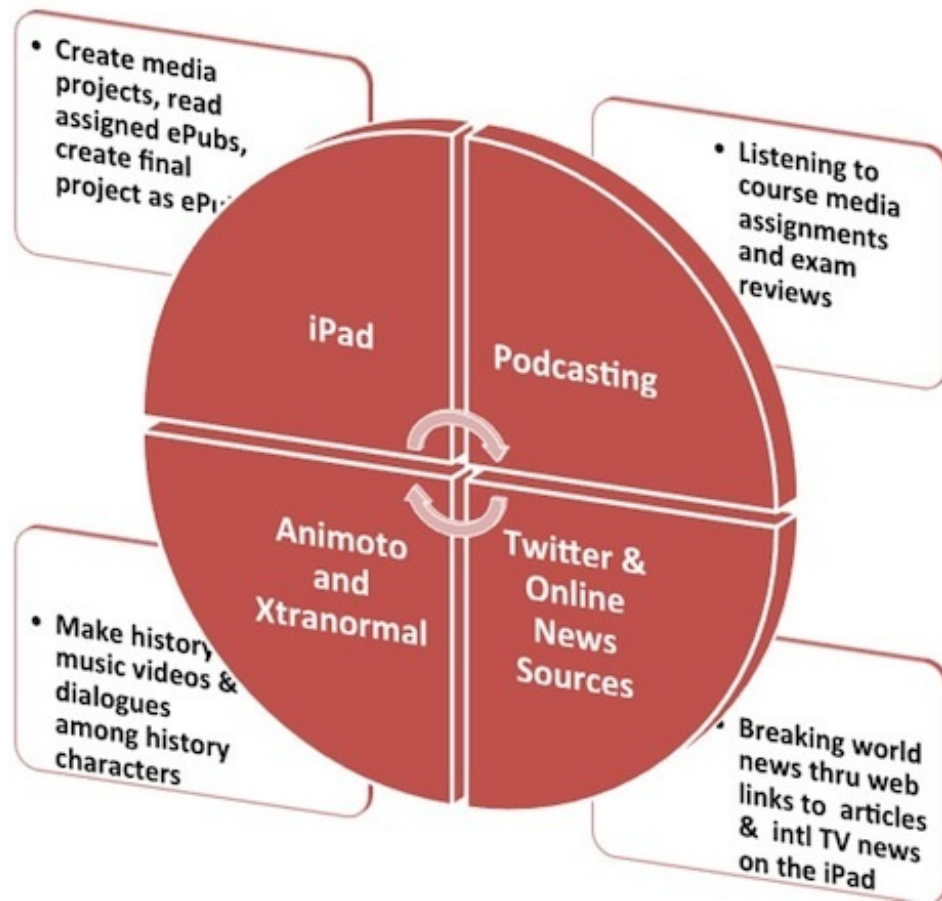 • Create media
projects, read
assigned ePubs,
create final
project as
• Listening to
course media
assignments
and exam
reviews
iPad
Podcasting
Animoto
and
Xtranormal
Twitter &
Online
News
Sources
• Make history
music videos &
dialogues
among history
characters
• Breaking world
news thru web
links to articles
& intl TV news
on the iPad